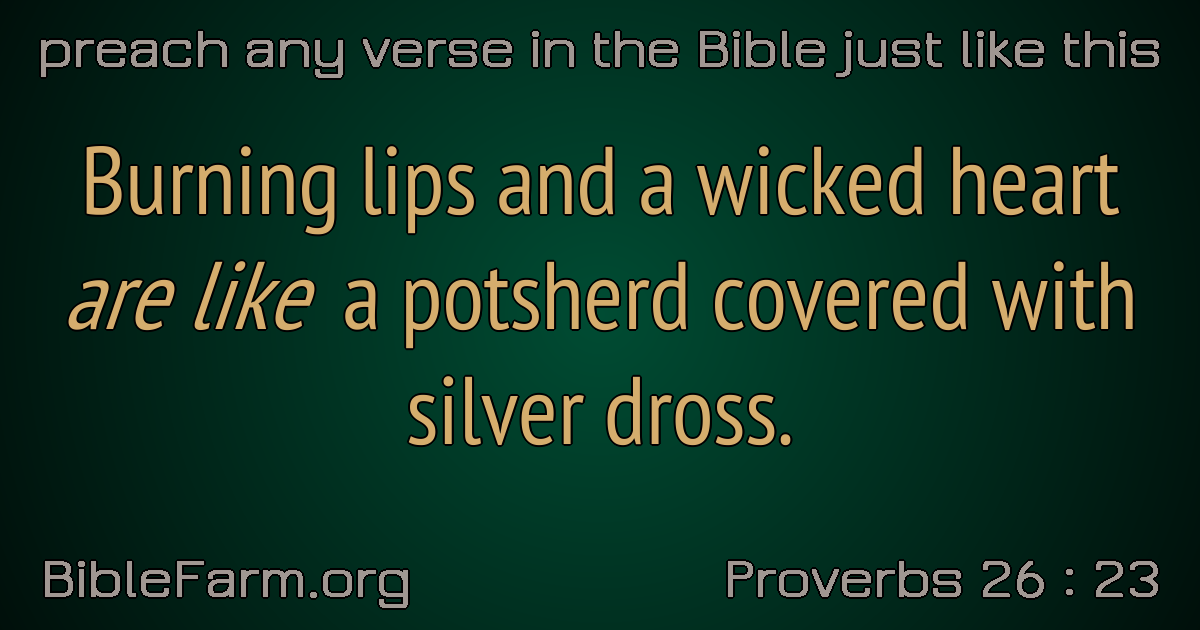 preach any verse in the Bible just like this
Burning lips and a wicked heart
are like a potsherd covered with
silver dross.
BibleFarm.org
Proverbs 26 : 23